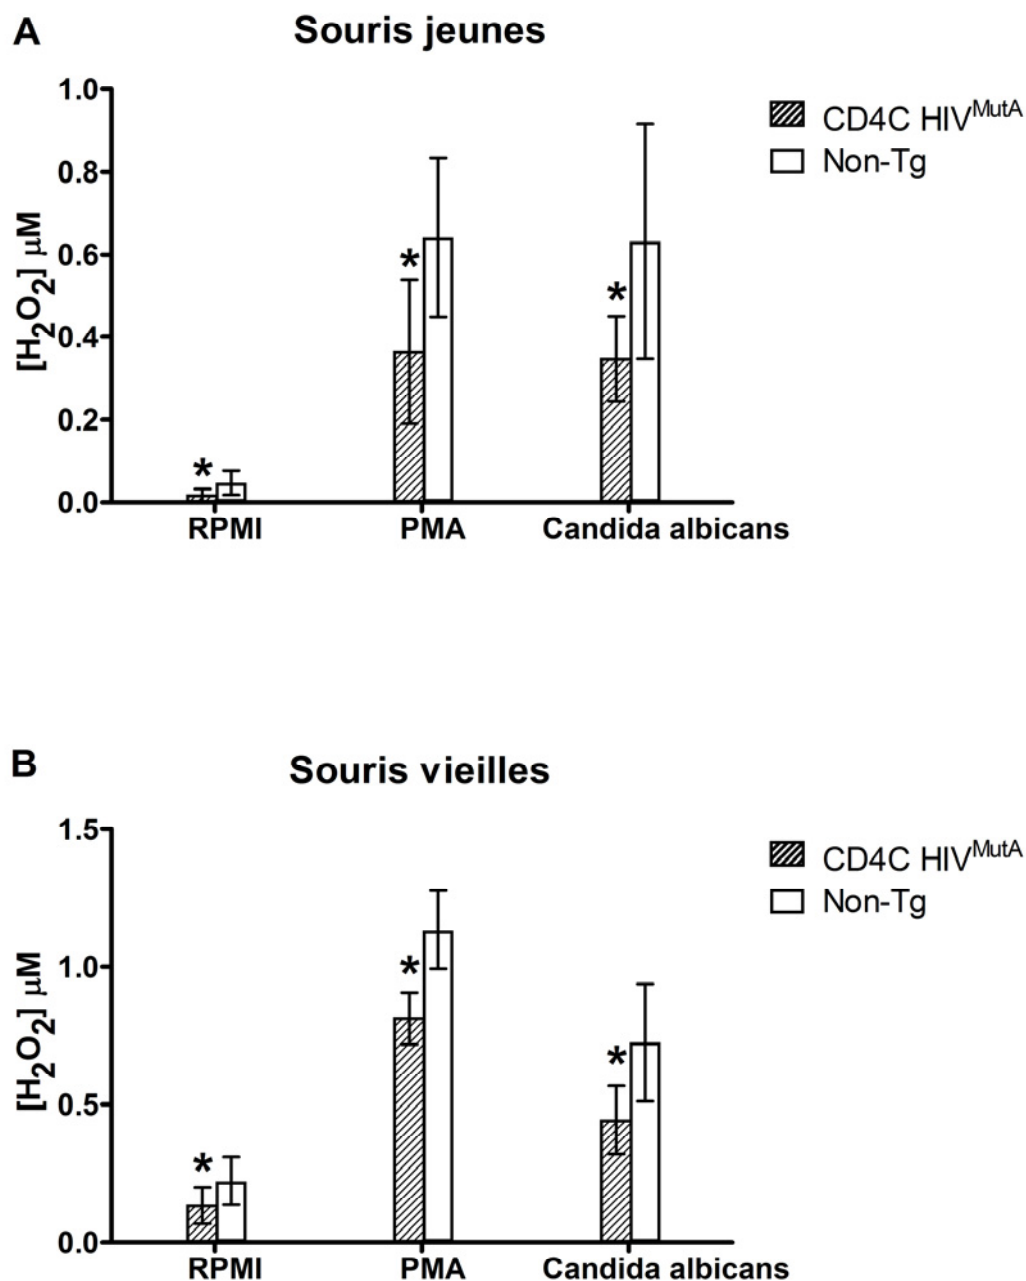 A
Souris jeunes
1.0
0.8
0.6
0.4
0.2
0.0
[H2O2] µM
*
*
*
RPMI
PMA
Candida albicans
CD4C HIVMutA
Non-Tg
B
Souris vieilles
1.5
1.0
0.5
0.0
[H2O2] µM
*
*
*
RPMI
PMA
Candida albicans
CD4C HIVMutA
Non-Tg